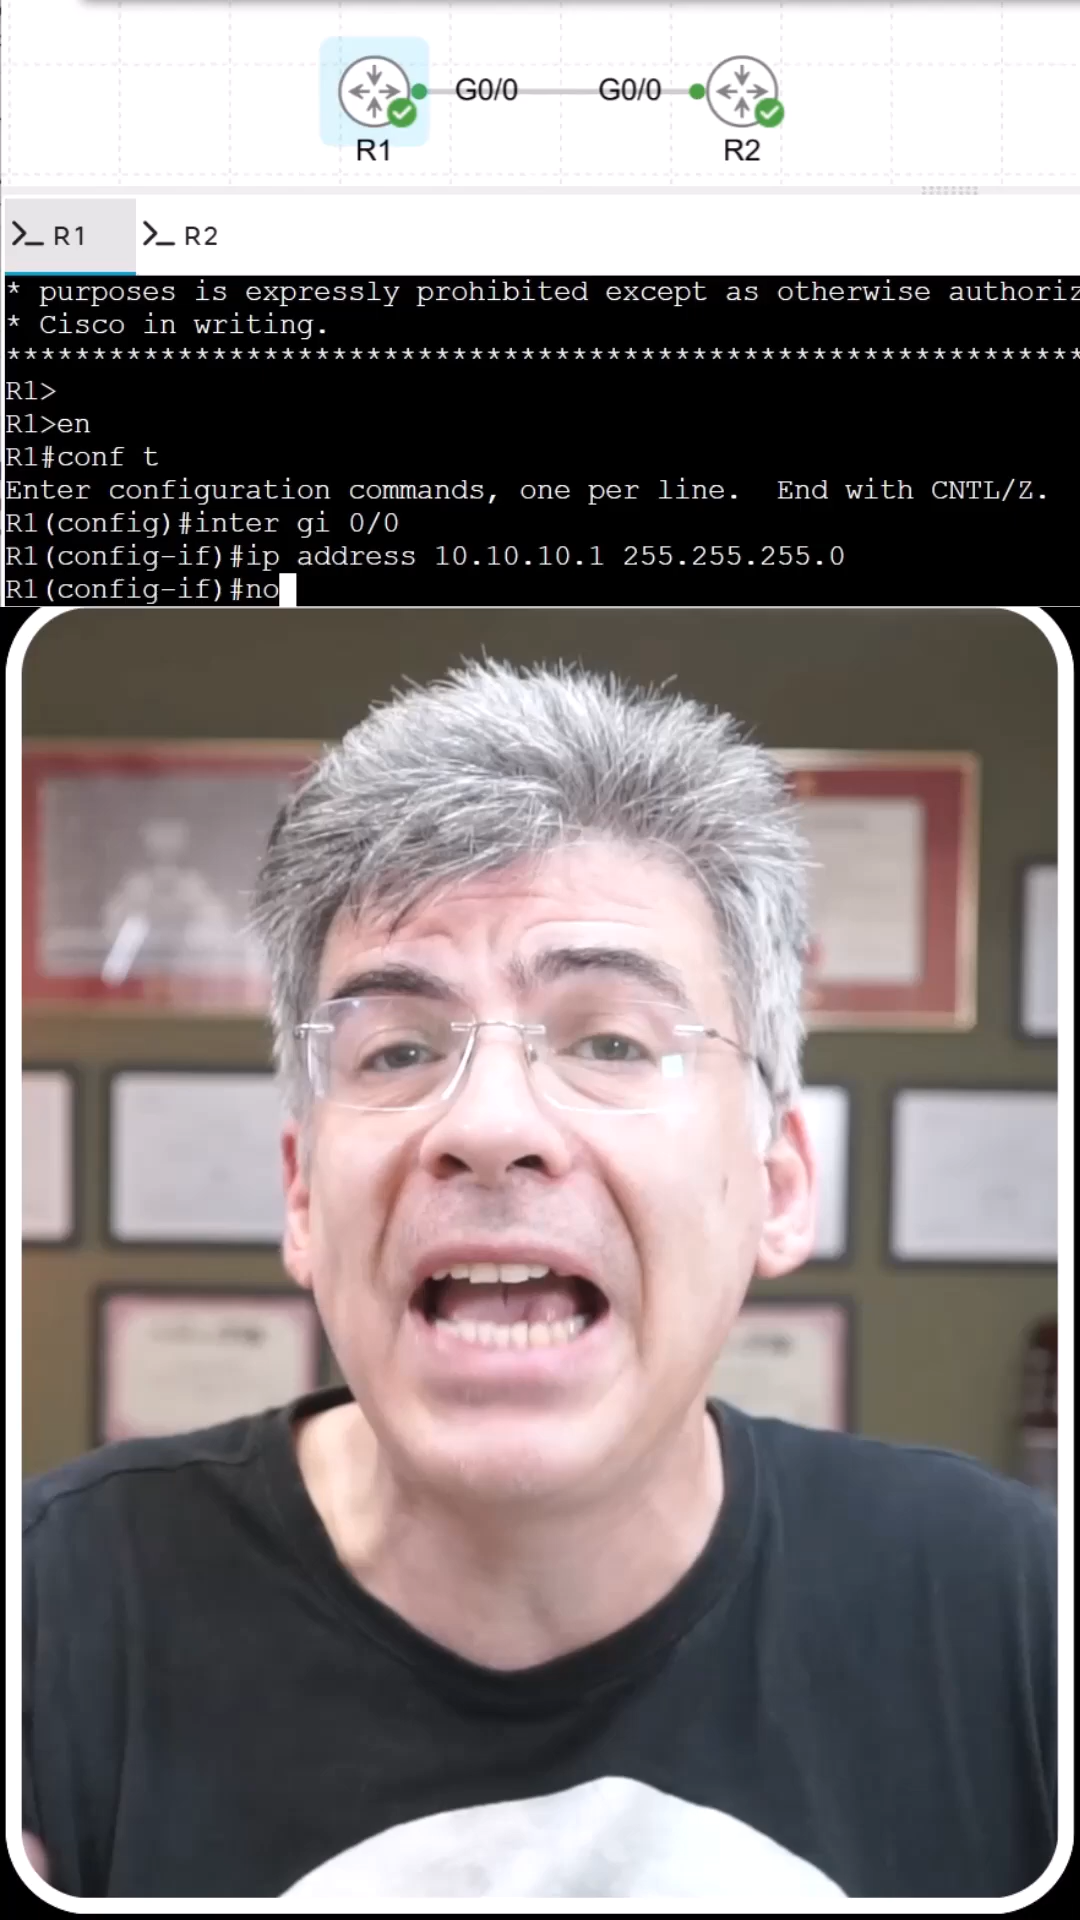 G0/0 G0/0
R1 R2
>_ R1 >_ R2
* purposes is expressly prohibited except as otherwise authoriz
* Cisco in writing.
***************************************************************
R1>
R1>en
R1#conf t
Enter configuration commands, one per line.  End with CNTL/Z.
R1(config)#inter gi 0/0
R1(config-if)#ip address 10.10.10.1 255.255.255.0
R1(config-if)#no